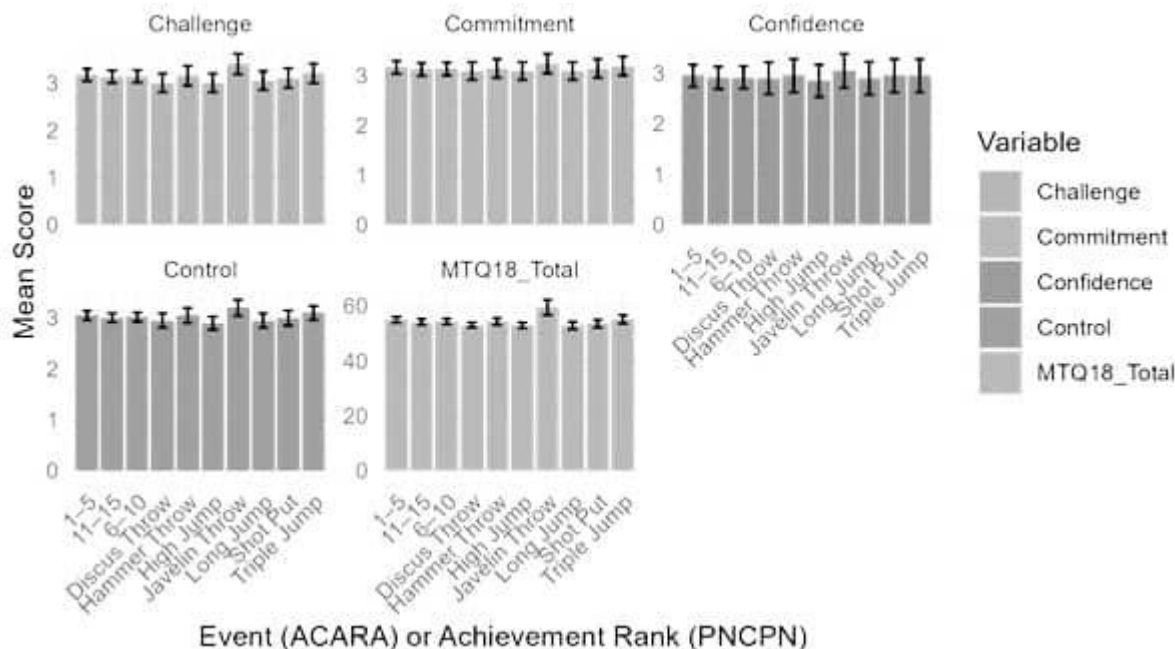 Challenge
Commitment
Confidence
3
2
1
0
3
2
1
0
3
2
1
0
1–5
11–15
6–10
Discus Throw
Hammer Throw
High Jump
Javelin Throw
Long Jump
Shot Put
Triple Jump
Mean Score
Control
MTQ18_Total
3
2
1
0
60
40
20
0
1–5
11–15
6–10
Discus Throw
Hammer Throw
High Jump
Javelin Throw
Long Jump
Shot Put
Triple Jump
1–5
11–15
6–10
Discus Throw
Hammer Throw
High Jump
Javelin Throw
Long Jump
Shot Put
Triple Jump
Event (ACARA) or Achievement Rank (PNCPN)
Variable
Challenge
Commitment
Confidence
Control
MTQ18_Total